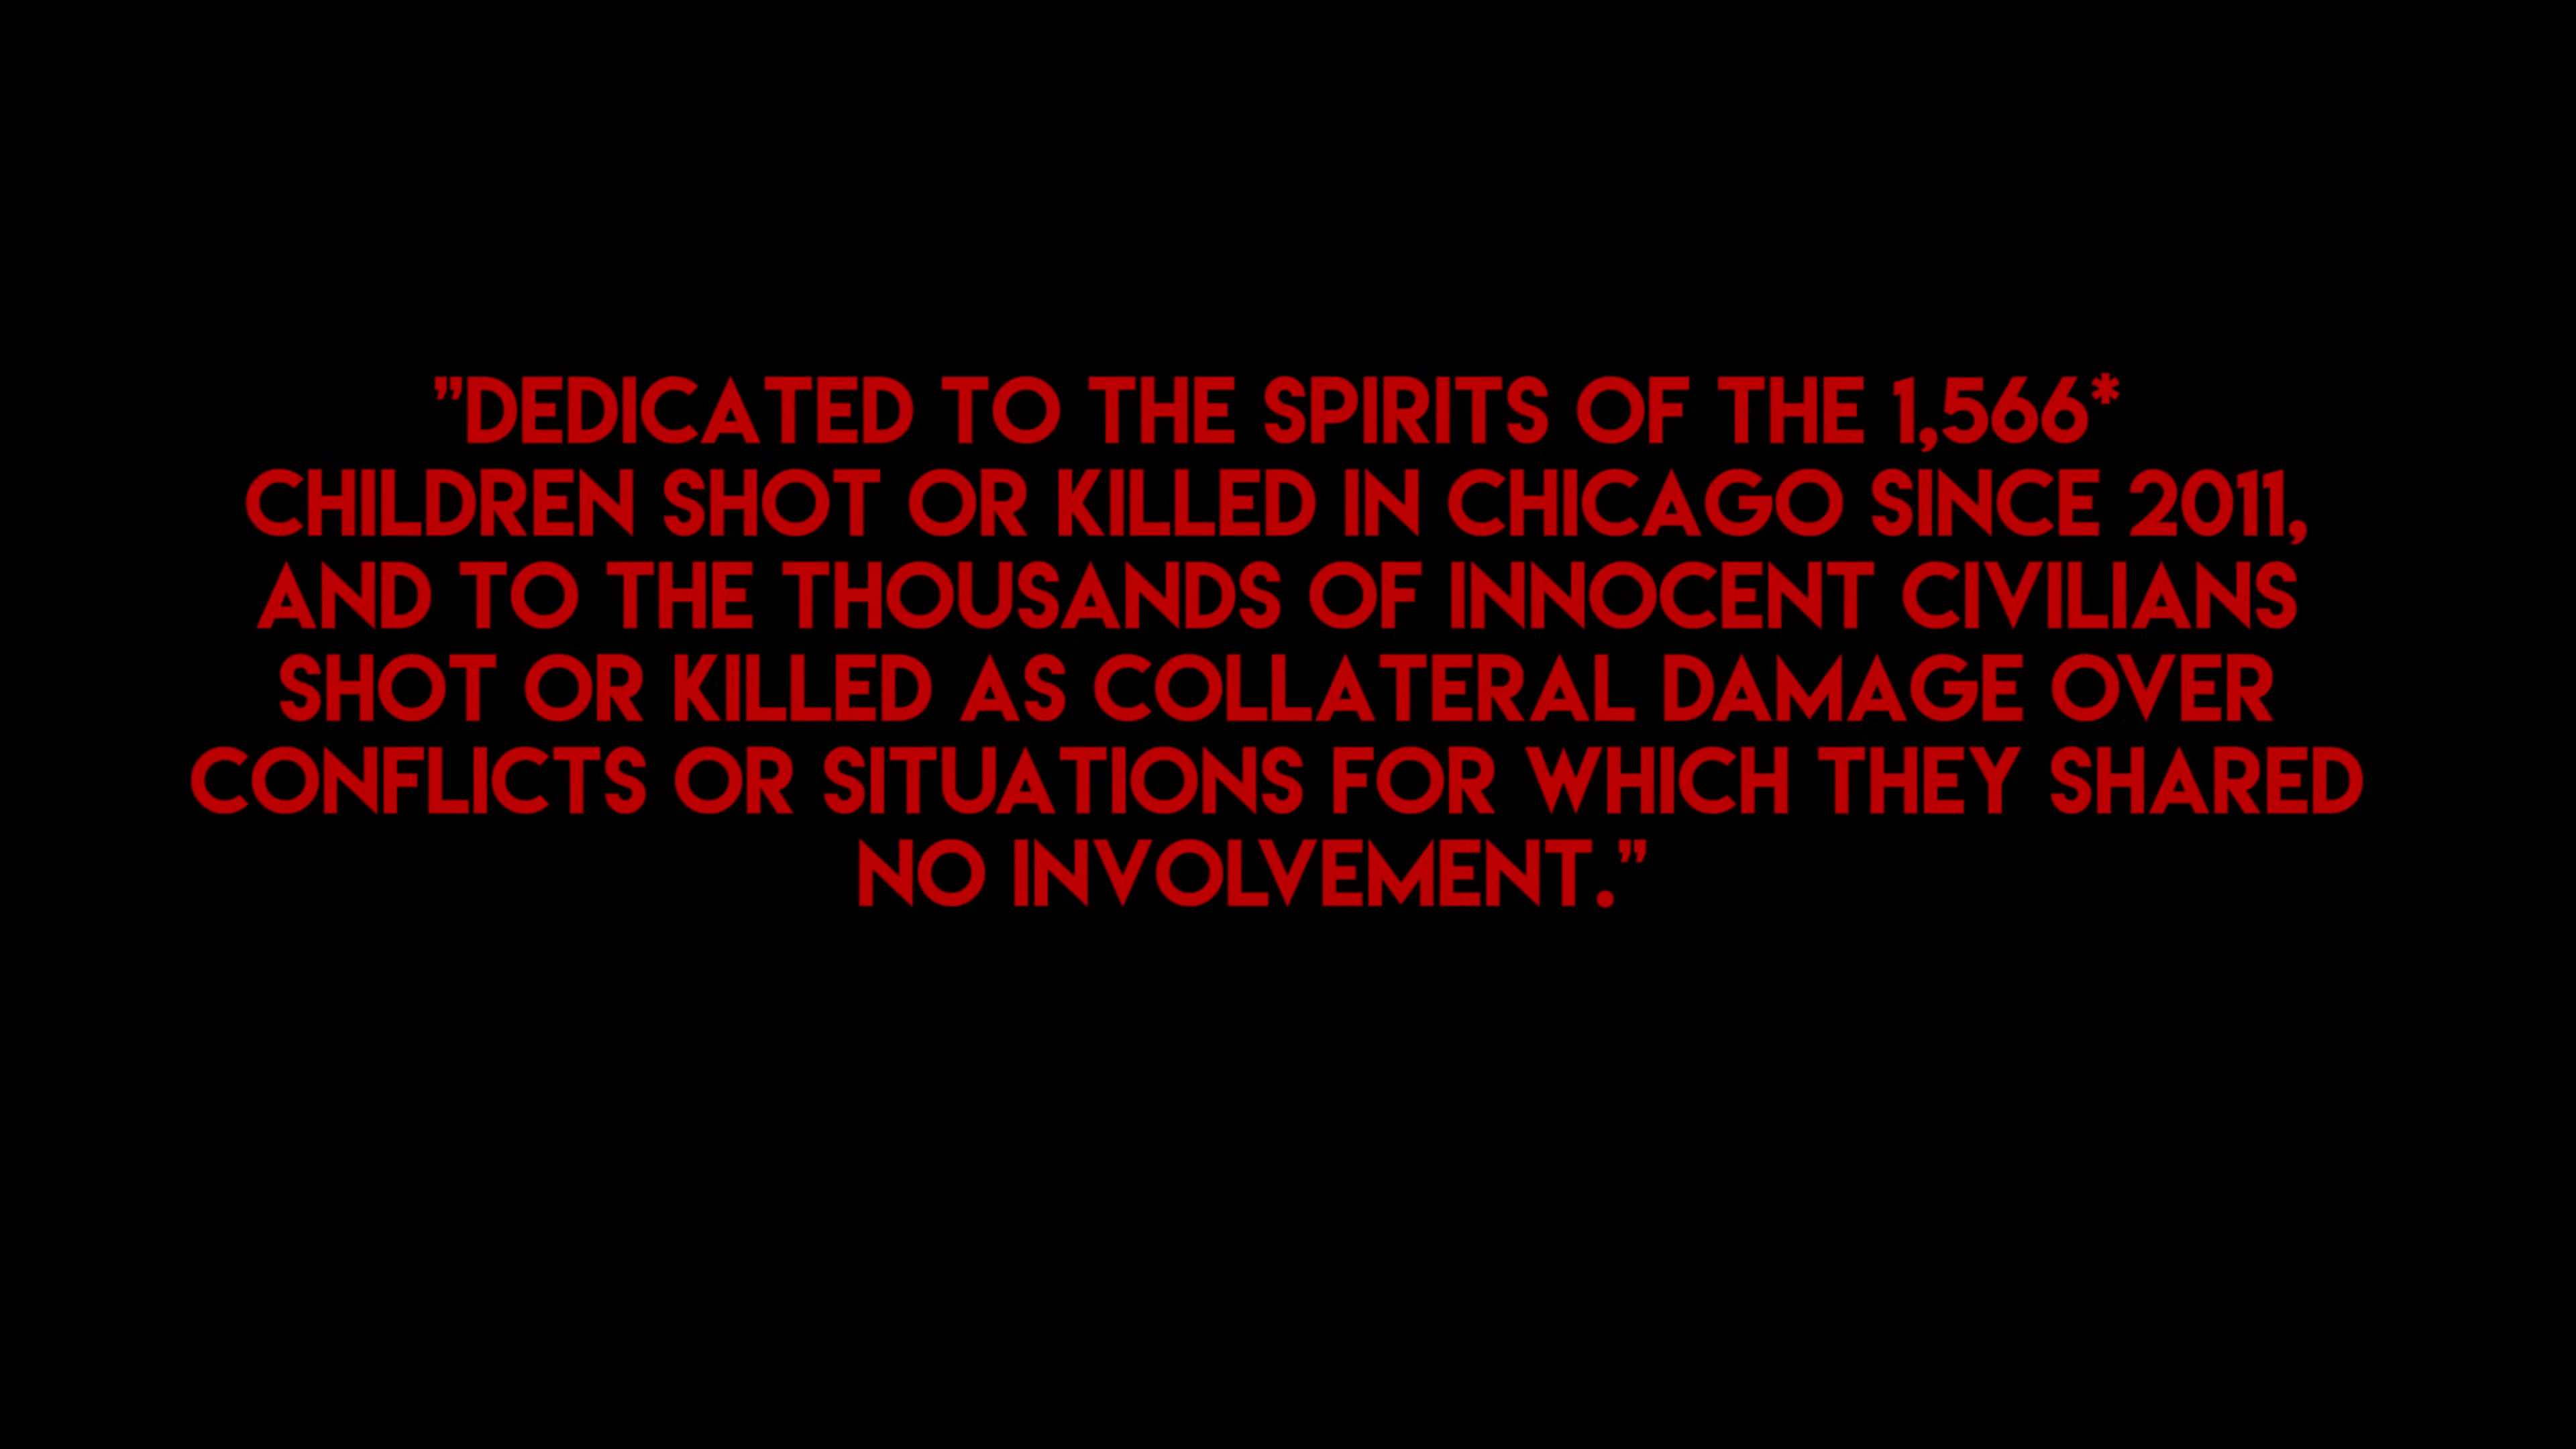 ”DEDICATED TO THE SPIRITS OF THE 1,566*
CHILDREN SHOT OR KILLED IN CHICAGO SINCE 2011,
AND TO THE THOUSANDS OF INNOCENT CIVILIANS
SHOT OR KILLED AS COLLATERAL DAMAGE OVER
CONFLICTS OR SITUATIONS FOR WHICH THEY SHARED
NO INVOLVEMENT.”